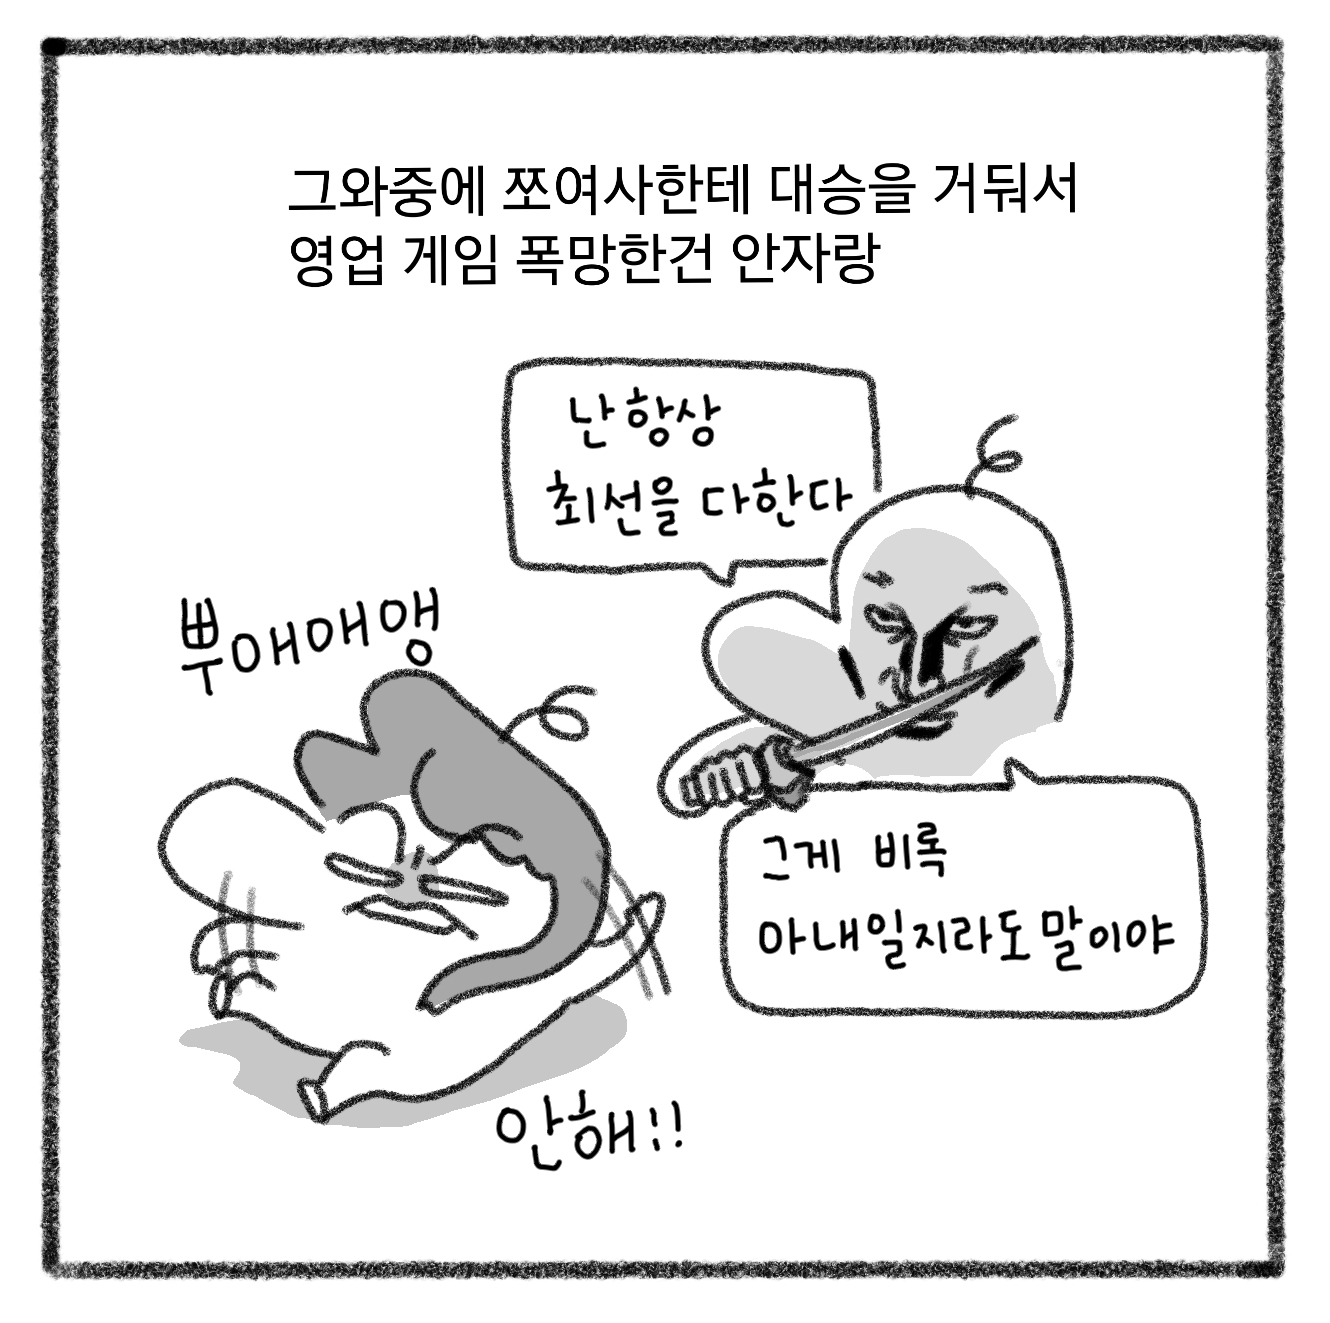 그와중에 쪼여사한테 대승을 거둬서
영업 게임 폭망한건 안자랑
난 항상
최선을 다한다
뿌애애앵
그게 비록
아내일지라도 말이야
안해!!